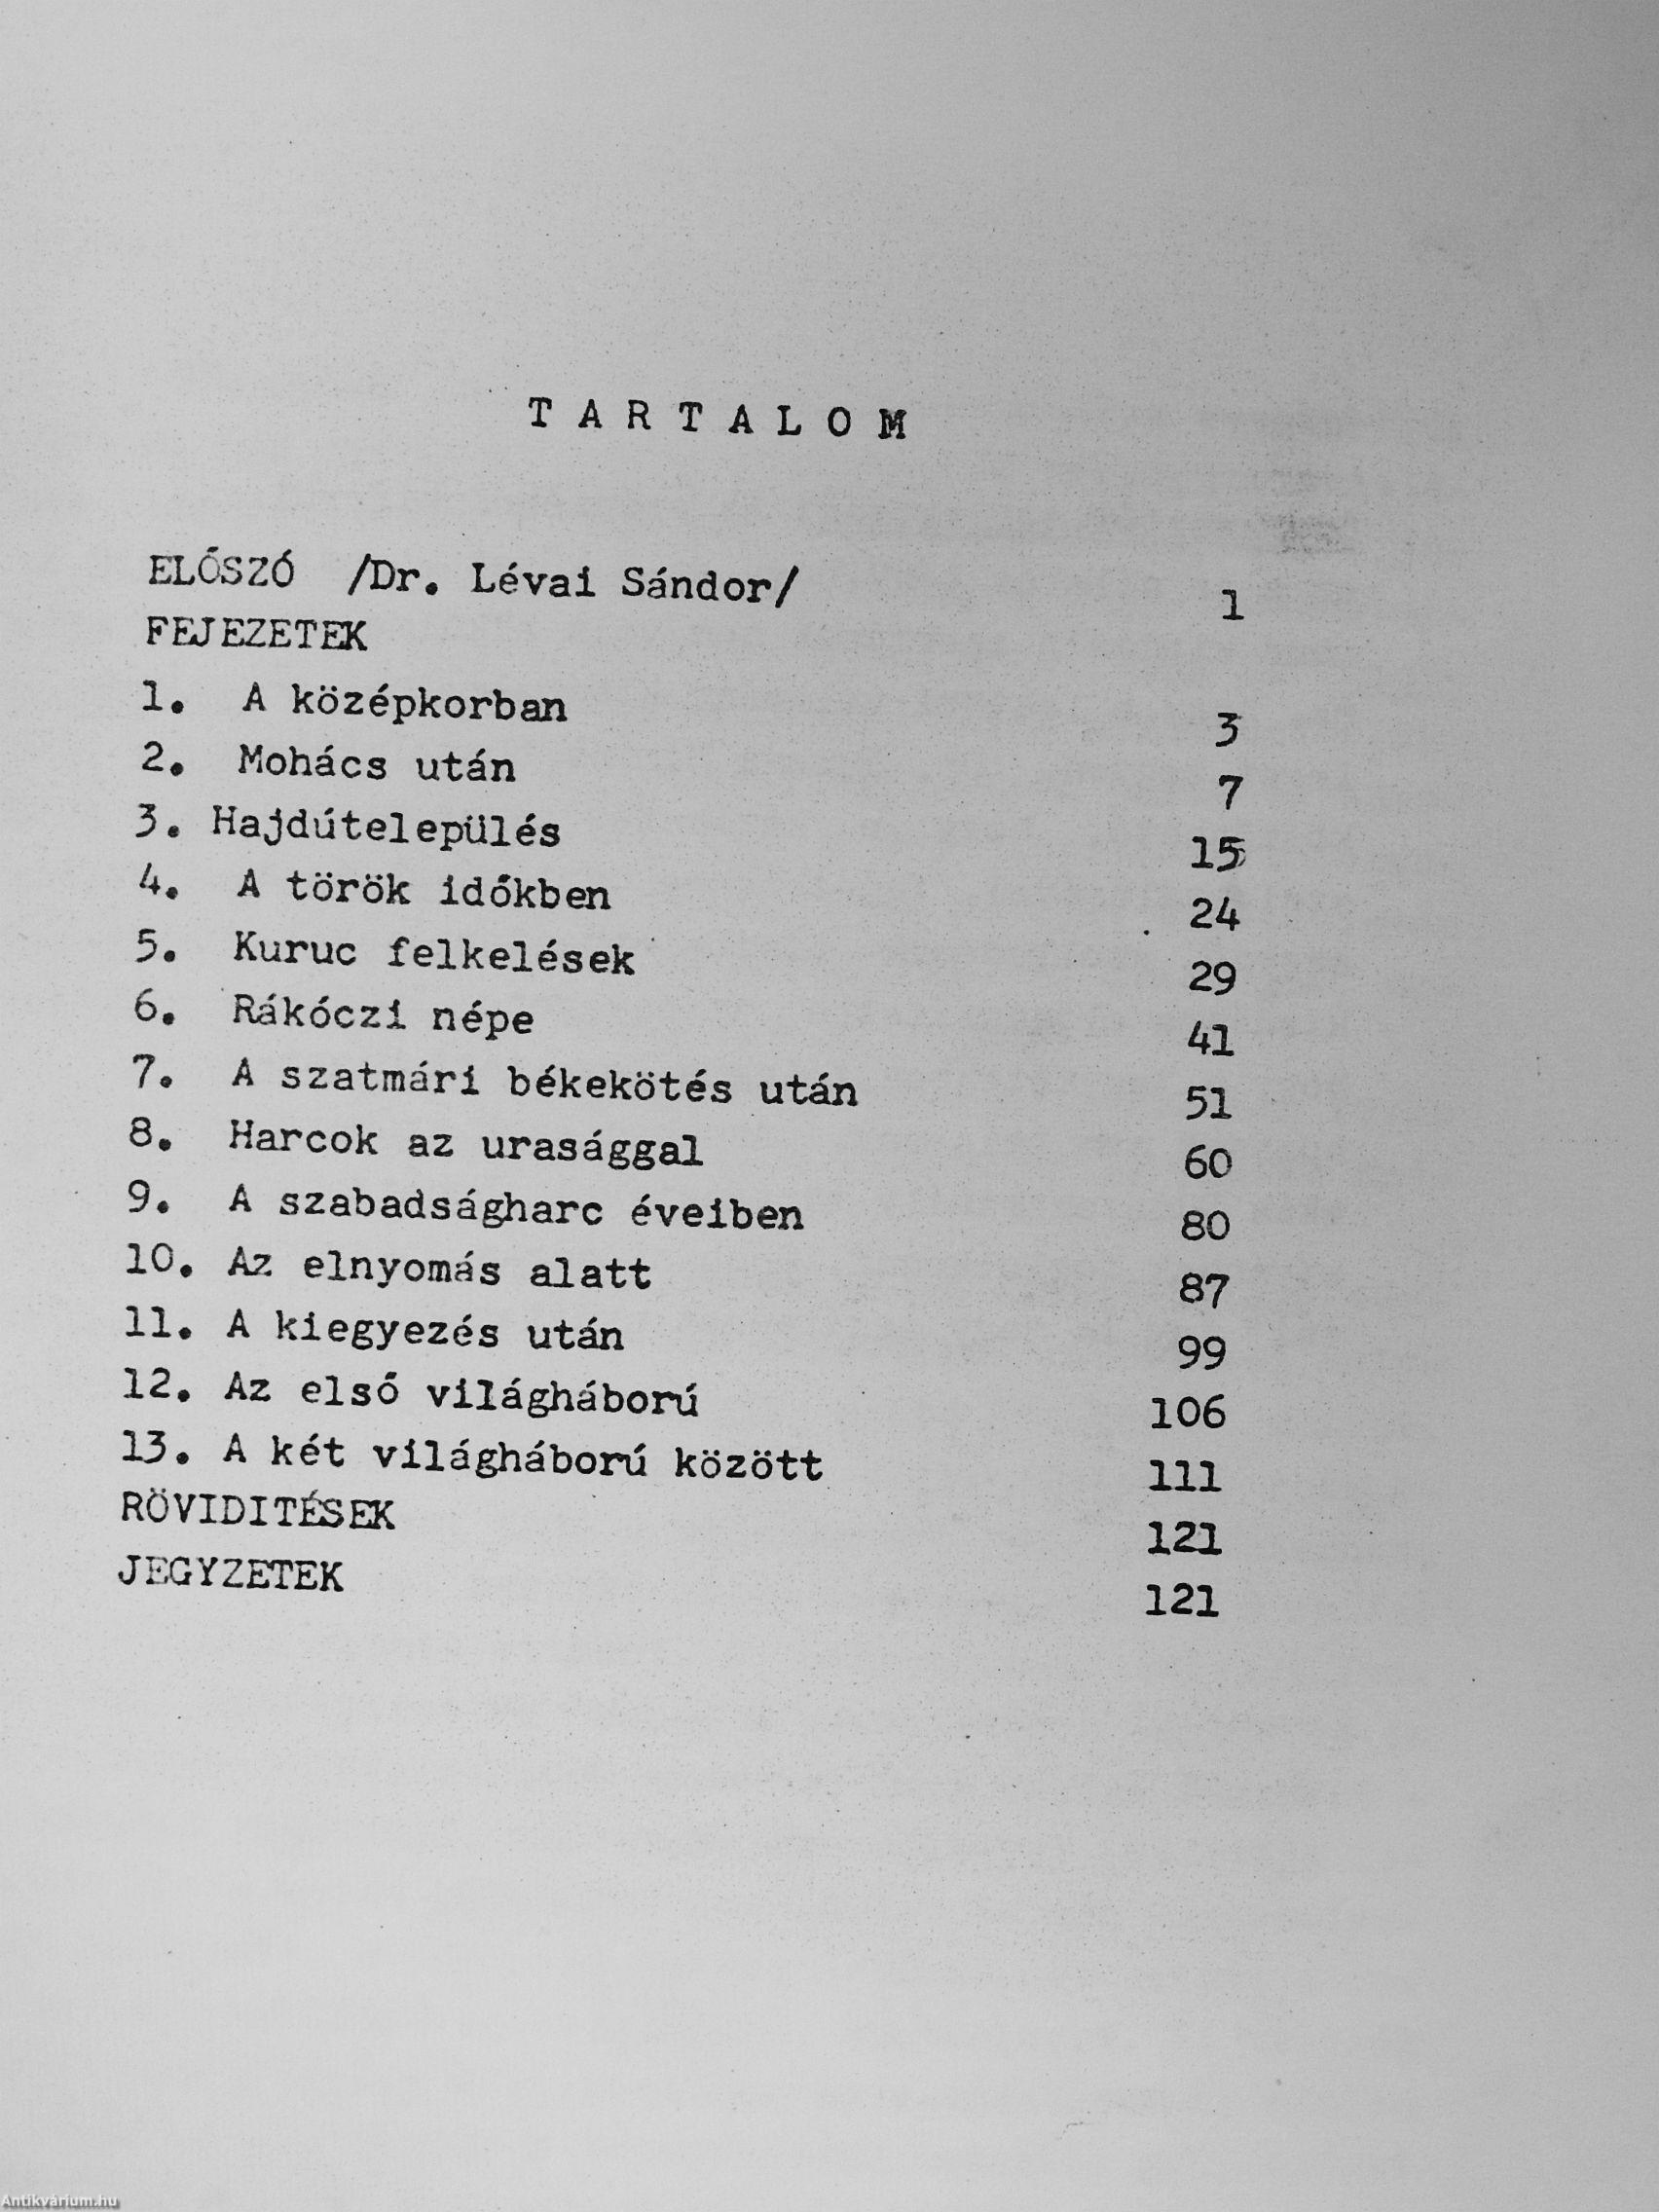 T A R T A L O M
ELŐSZÓ /Dr. Lévai Sándor/ 1
FEJEZETEK
1. A középkorban 3
2. Mohács után 7
3. Hajdútelepülés 15
4. A török időkben 24
5. Kuruc felkelések 29
6. Rákóczi népe 41
7. A szatmári békekötés után 51
8. Harcok az urasággal 60
9. A szabadságharc éveiben 80
10. Az elnyomás alatt 87
11. A kiegyezés után 99
12. Az első világháború 106
13. A két világháború között 111
RÖVIDITÉSEK 121
JEGYZETEK 121
Antikvárium.hu